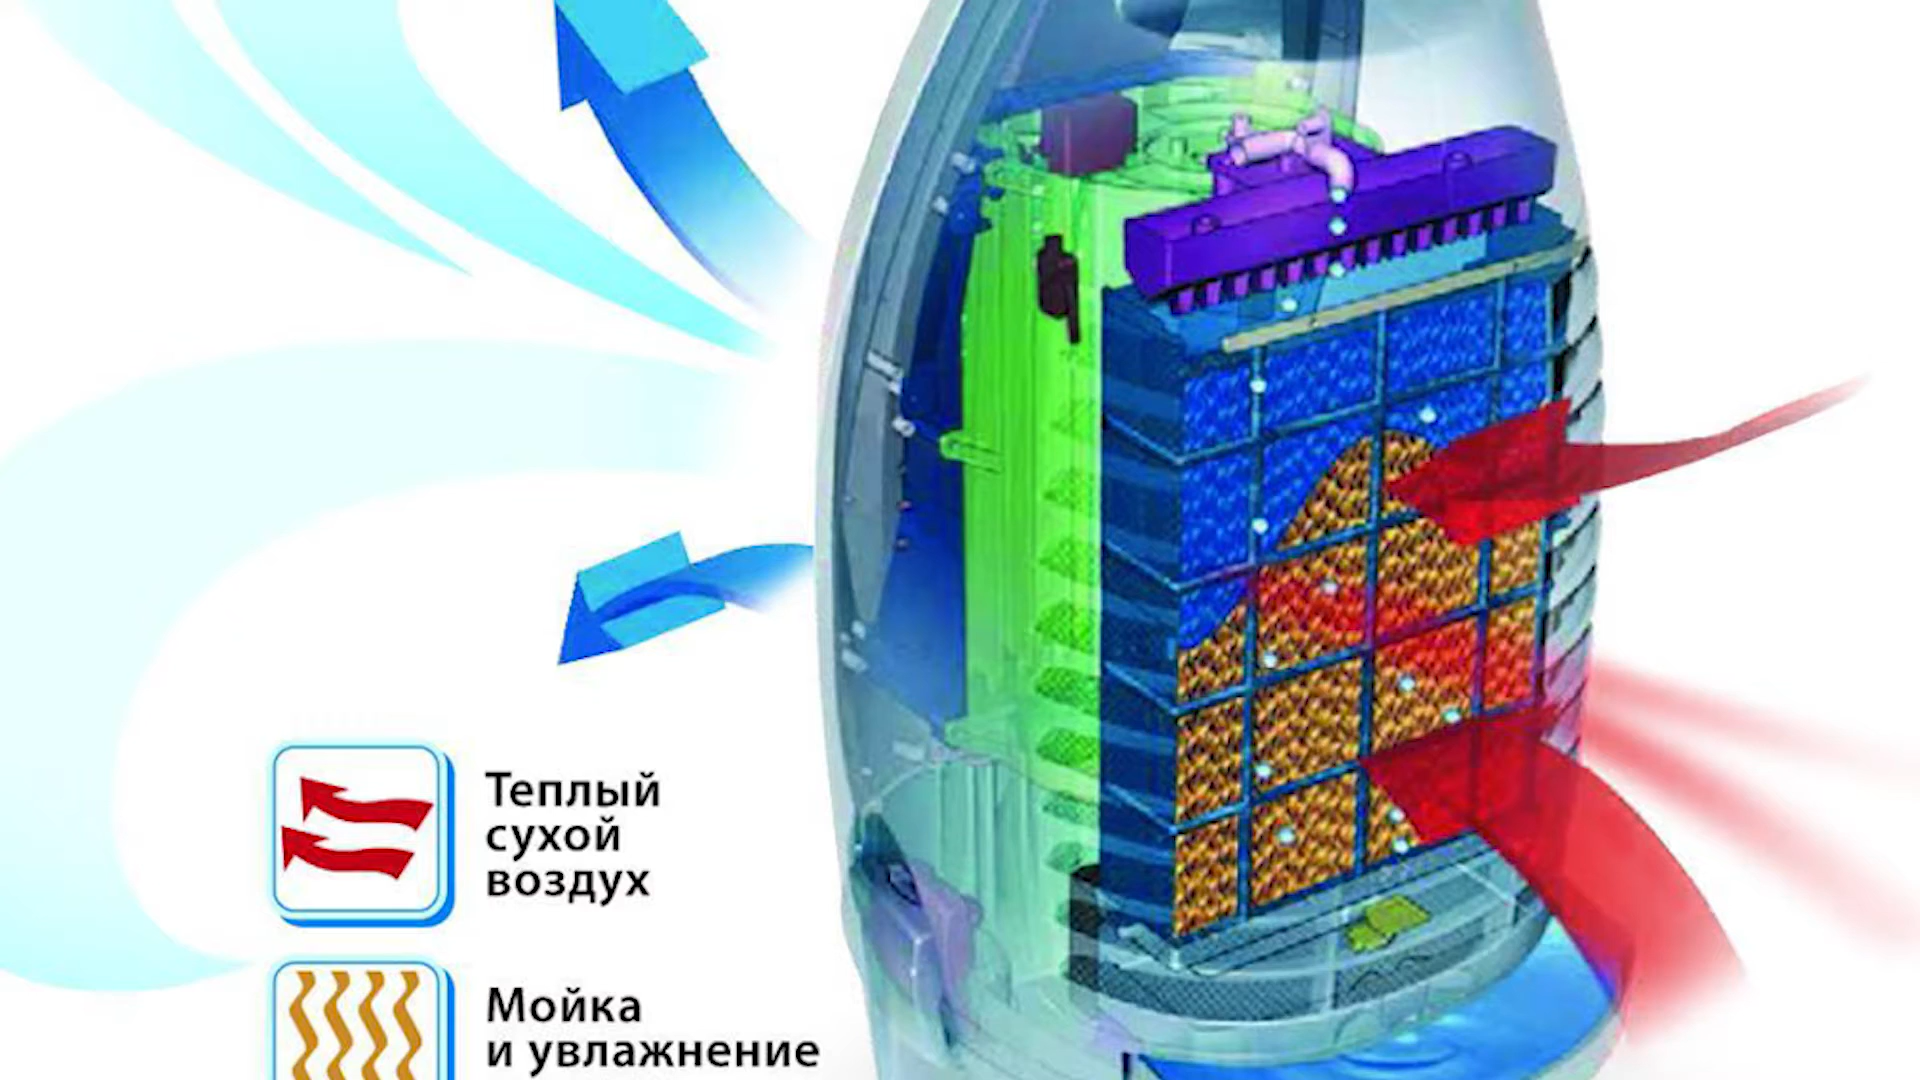 Теплый
сухой
воздух
Мойка
и увлажнение